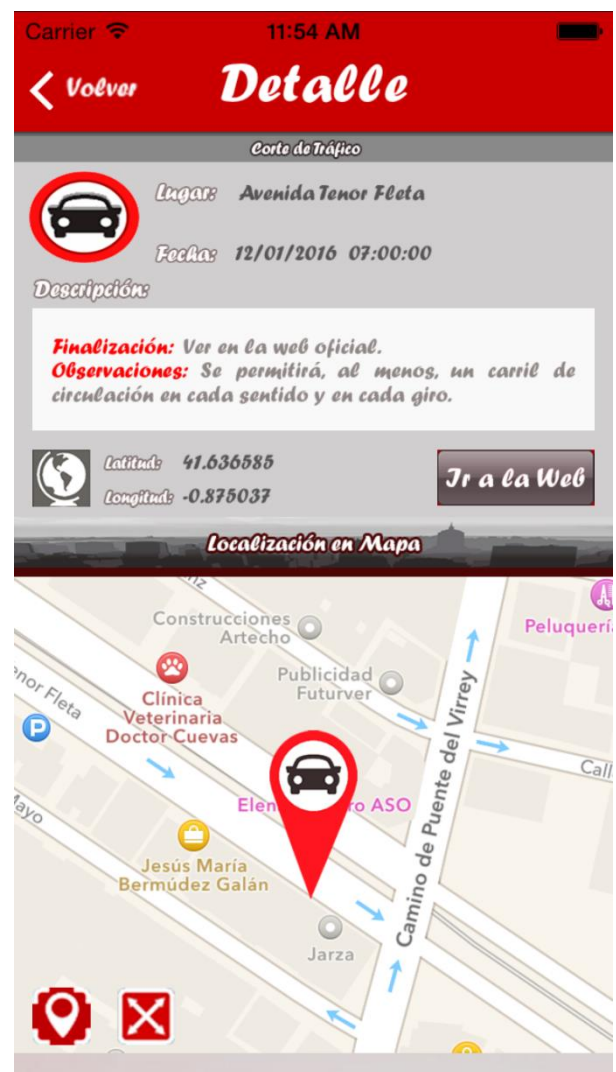 Carrier 11:54 AM
Volver Detalle
Corte de Tráfico
Lugar: Avenida Tenor Fleta
Fecha: 12/01/2016 07:00:00
Descripción:
Finalización: Ver en la web oficial.
Observaciones: Se permitirá, al menos, un carril de
circulación en cada sentido y en cada giro.
Latitud: 41.636585
Longitud: -0.875037
Ir a la Web
Localización en Mapa
Construcciones
Artecho
Peluquerí
Publicidad
Futurver
enor Fleta
Clínica
Veterinaria
Doctor Cuevas
P
Call
Elen ro ASO
Camino de Puente del Virrey
Mayo
Jesús María
Bermúdez Galán
Jarza